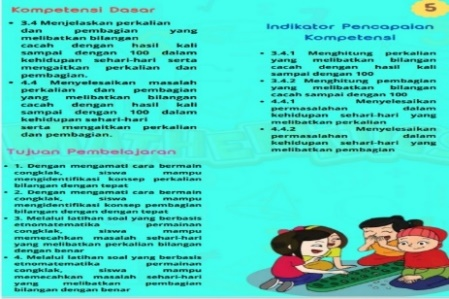 Kompetensi Dasar
• 3.4 Menjelaskan perkalian
dan pembagian yang
melibatkan bilangan
cacah dengan hasil kali
sampai dengan 100 dalam
kehidupan sehari-hari serta
mengaitkan perkalian dan
pembagian.
• 4.4 Menyelesaikan masalah
perkalian dan pembagian
yang melibatkan bilangan
cacah dengan hasil kali
sampai dengan 100 dalam
kehidupan sehari-hari
serta mengaitkan perkalian
dan pembagian.
Tujuan Pembelajaran
• 1. Dengan mengamati cara bermain
congklak, siswa mampu
mengidentifikasi konsep perkalian
bilangan dengan tepat
• 2. Dengan mengamati cara bermain
congklak, siswa mampu
mengidentifikasi konsep pembagian
bilangan dengan dengan tepat
• 3. Melalui latihan soal yang berbasis
etnomatematika permainan
congklak, siswa mampu
memecahkan masalah sehari-hari
yang melibatkan perkalian bilangan
dengan benar
• 4. Melalui latihan soal yang berbasis
etnomatematika permainan
congklak, siswa mampu
memecahkan masalah sehari-hari
yang melibatkan pembagian
bilangan dengan benar
5
Indikator Pencapaian
Kompetensi
• 3.4.1 Menghitung perkalian
yang melibatkan bilangan
cacah dengan hasil kali
sampai dengan 100
• 3.4.2 Menghitung pembagian
yang melibatkan bilangan
cacah sampai dengan 100
• 4.4.1 Menyelesaikan
permasalahan dalam
kehidupan sehari-hari yang
melibatkan perkalian
• 4.4.2 Menyelesaikan
permasalahan dalam
kehidupan sehari-hari yang
melibatkan pembagian